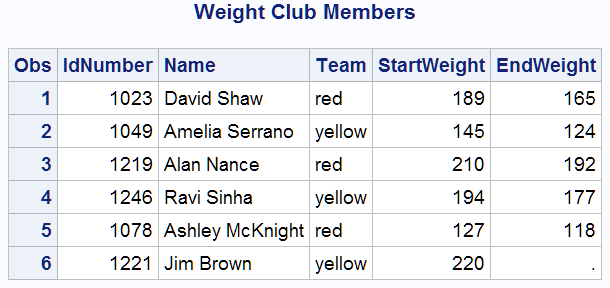 Weight Club Members
Obs IdNumber Name Team StartWeight EndWeight
1 1023 David Shaw red 189 165
2 1049 Amelia Serrano yellow 145 124
3 1219 Alan Nance red 210 192
4 1246 Ravi Sinha yellow 194 177
5 1078 Ashley McKnight red 127 118
6 1221 Jim Brown yellow 220 .